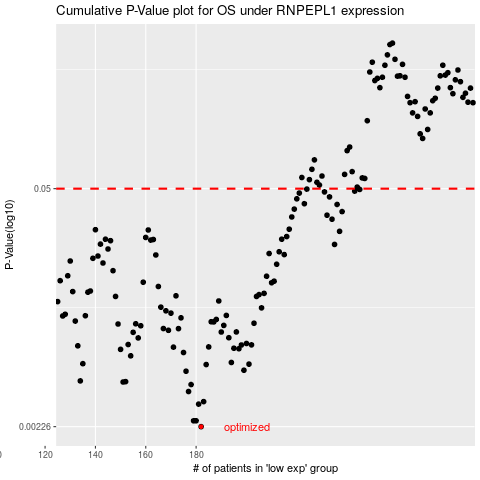 Cumulative P-Value plot for OS under RNPEPL1 expression
P-Value(log10)
0.05
0.00226
optimized
0 120 140 160 180
# of patients in 'low exp' group